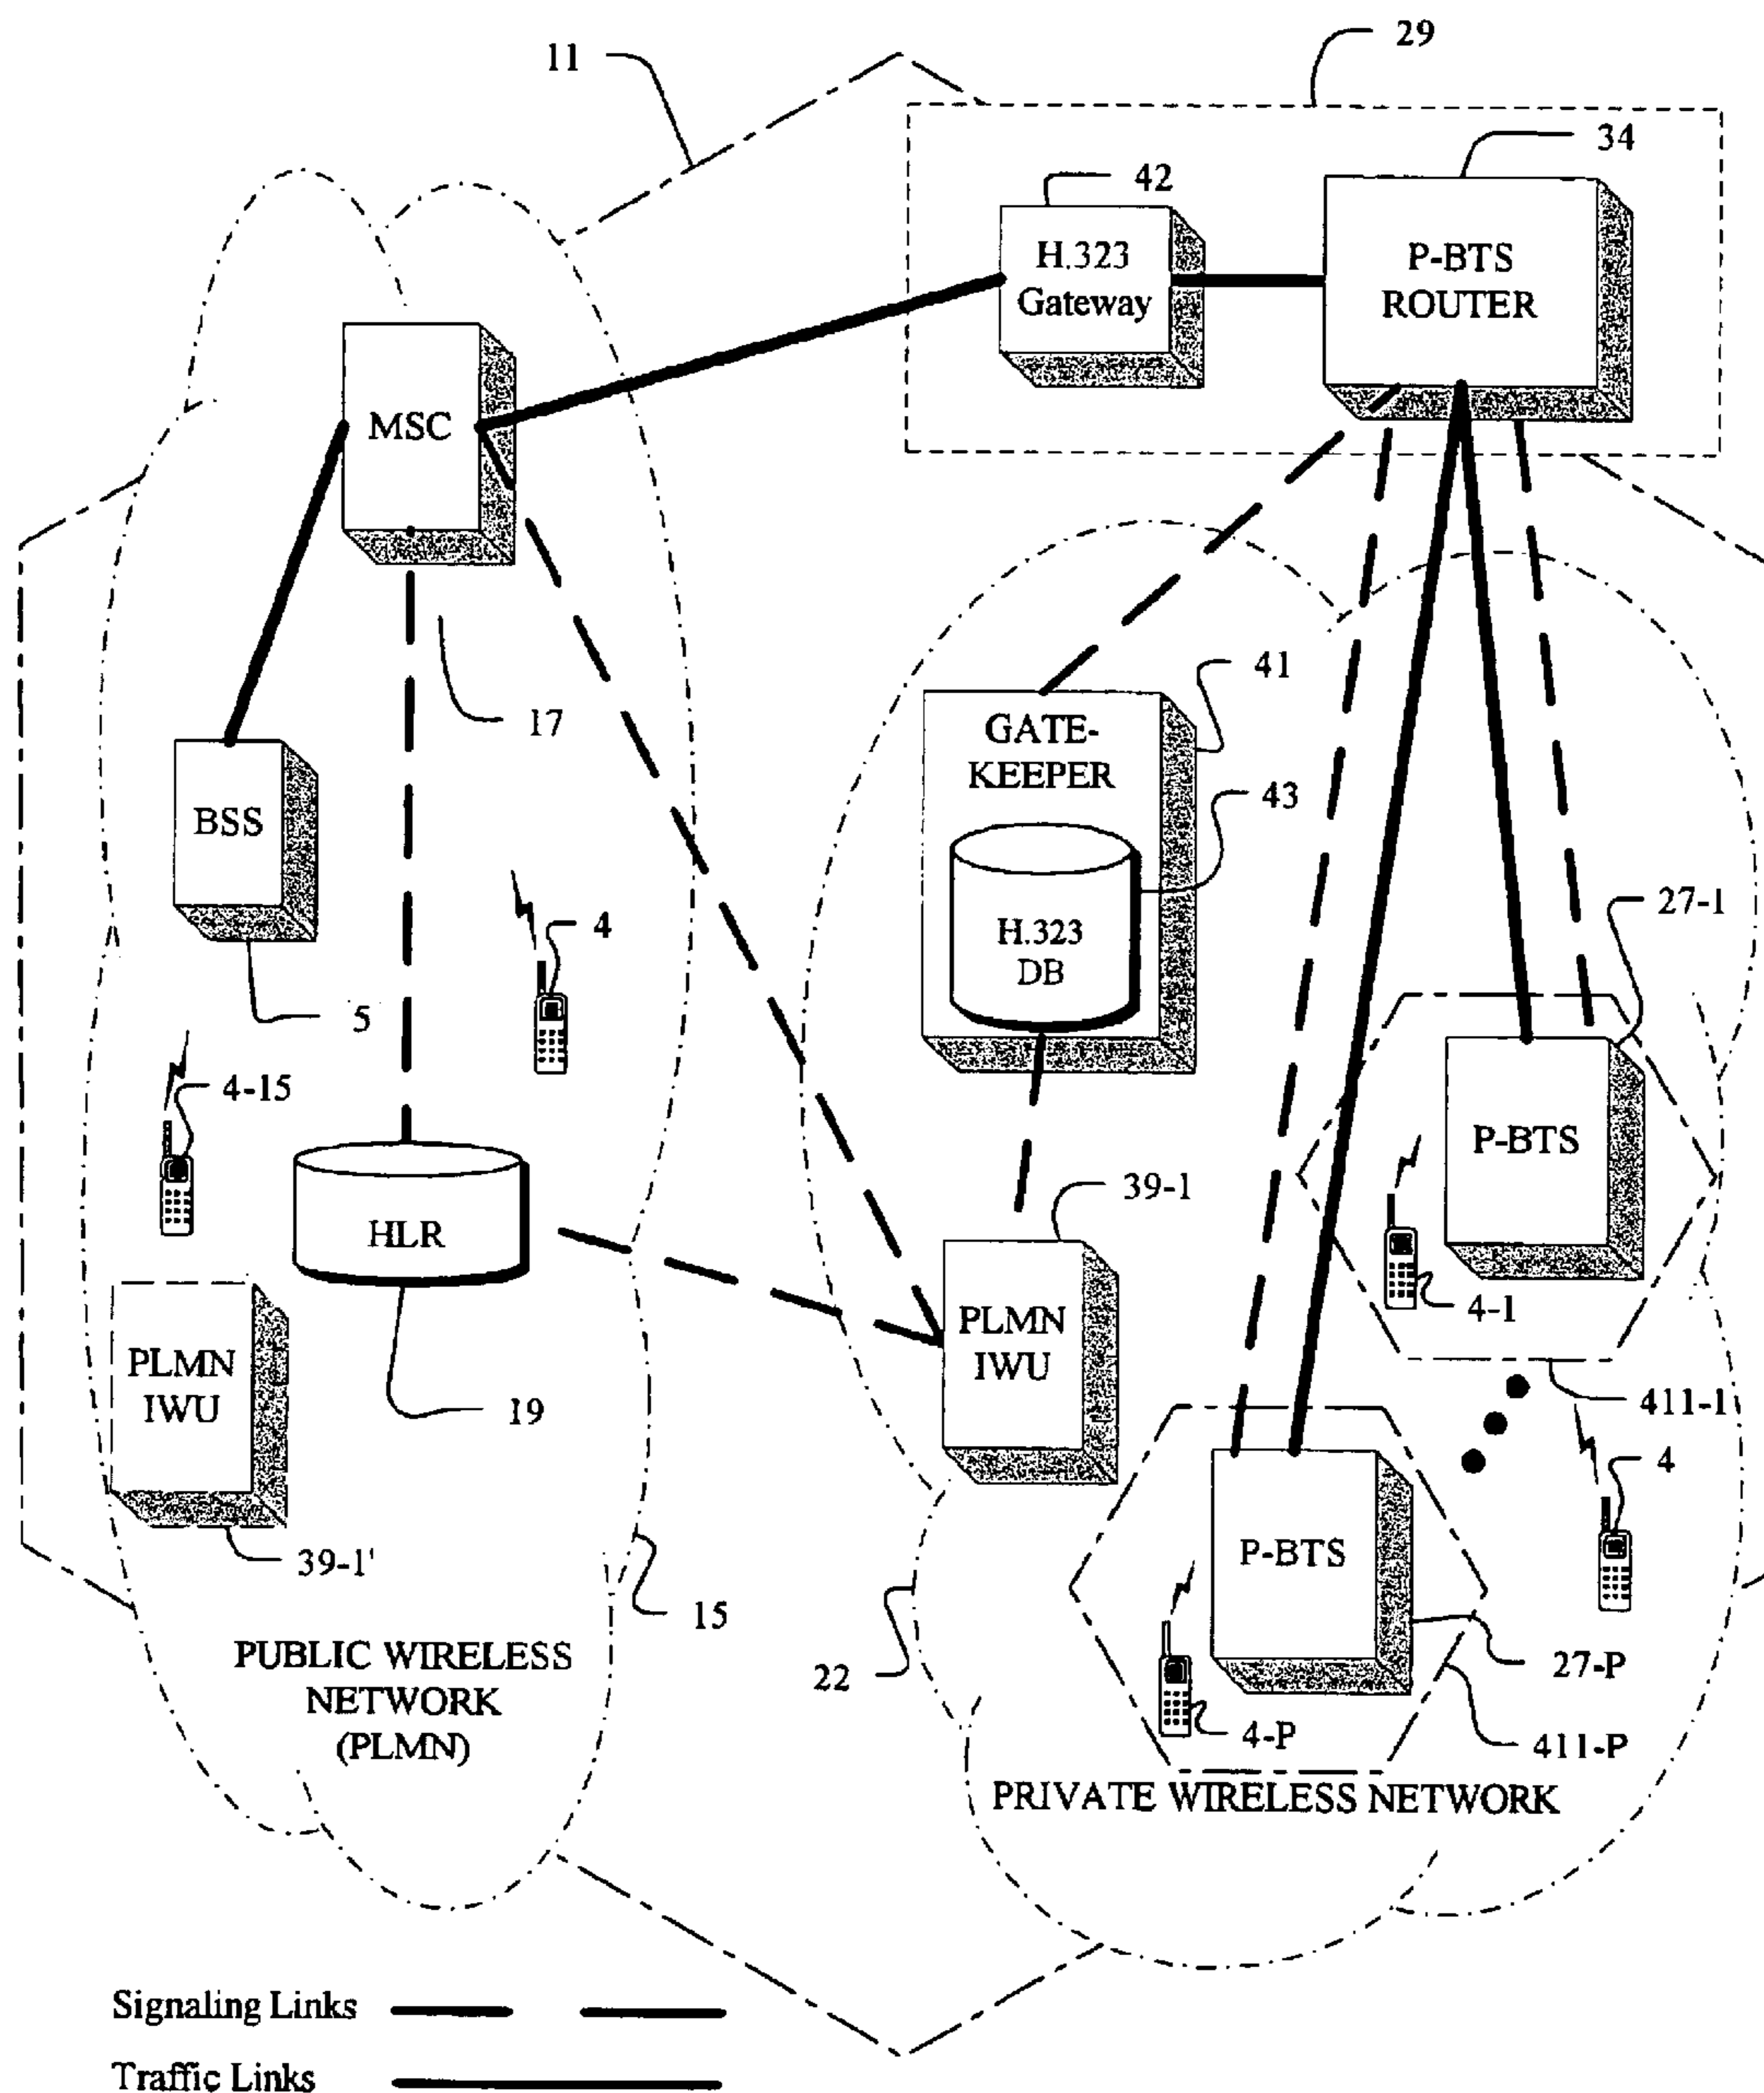 11
29
34
42
H.323
Gateway
P-BTS
ROUTER
MSC
17
41
GATE-
KEEPER
43
H.323
DB
BSS
5
4
4-15
27-1
P-BTS
4-1
HLR
19
39-1
PLMN
IWU
PLMN
IWU
39-1'
411-1
4
P-BTS
27-P
4-P
411-P
15
22
PUBLIC WIRELESS
NETWORK
(PLMN)
PRIVATE WIRELESS NETWORK
Signaling Links
Traffic Links